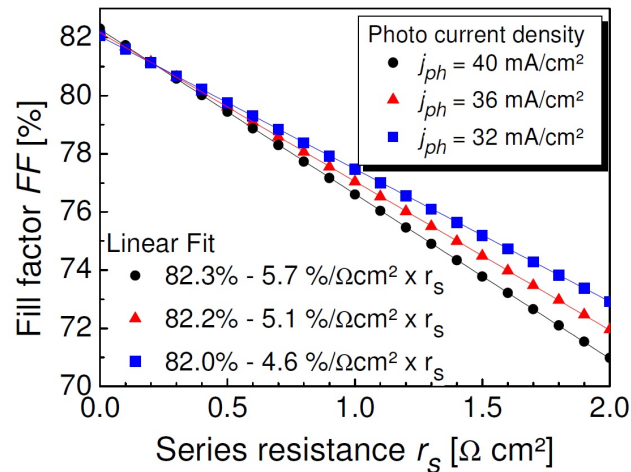 Fill factor FF [%]
82
80
78
76
74
72
70
Photo current density
j_ph = 40 mA/cm²
j_ph = 36 mA/cm²
j_ph = 32 mA/cm²
Linear Fit
82.3% - 5.7 %/Ωcm² x r_s
82.2% - 5.1 %/Ωcm² x r_s
82.0% - 4.6 %/Ωcm² x r_s
0.0 0.5 1.0 1.5 2.0
Series resistance r_s [Ω cm²]